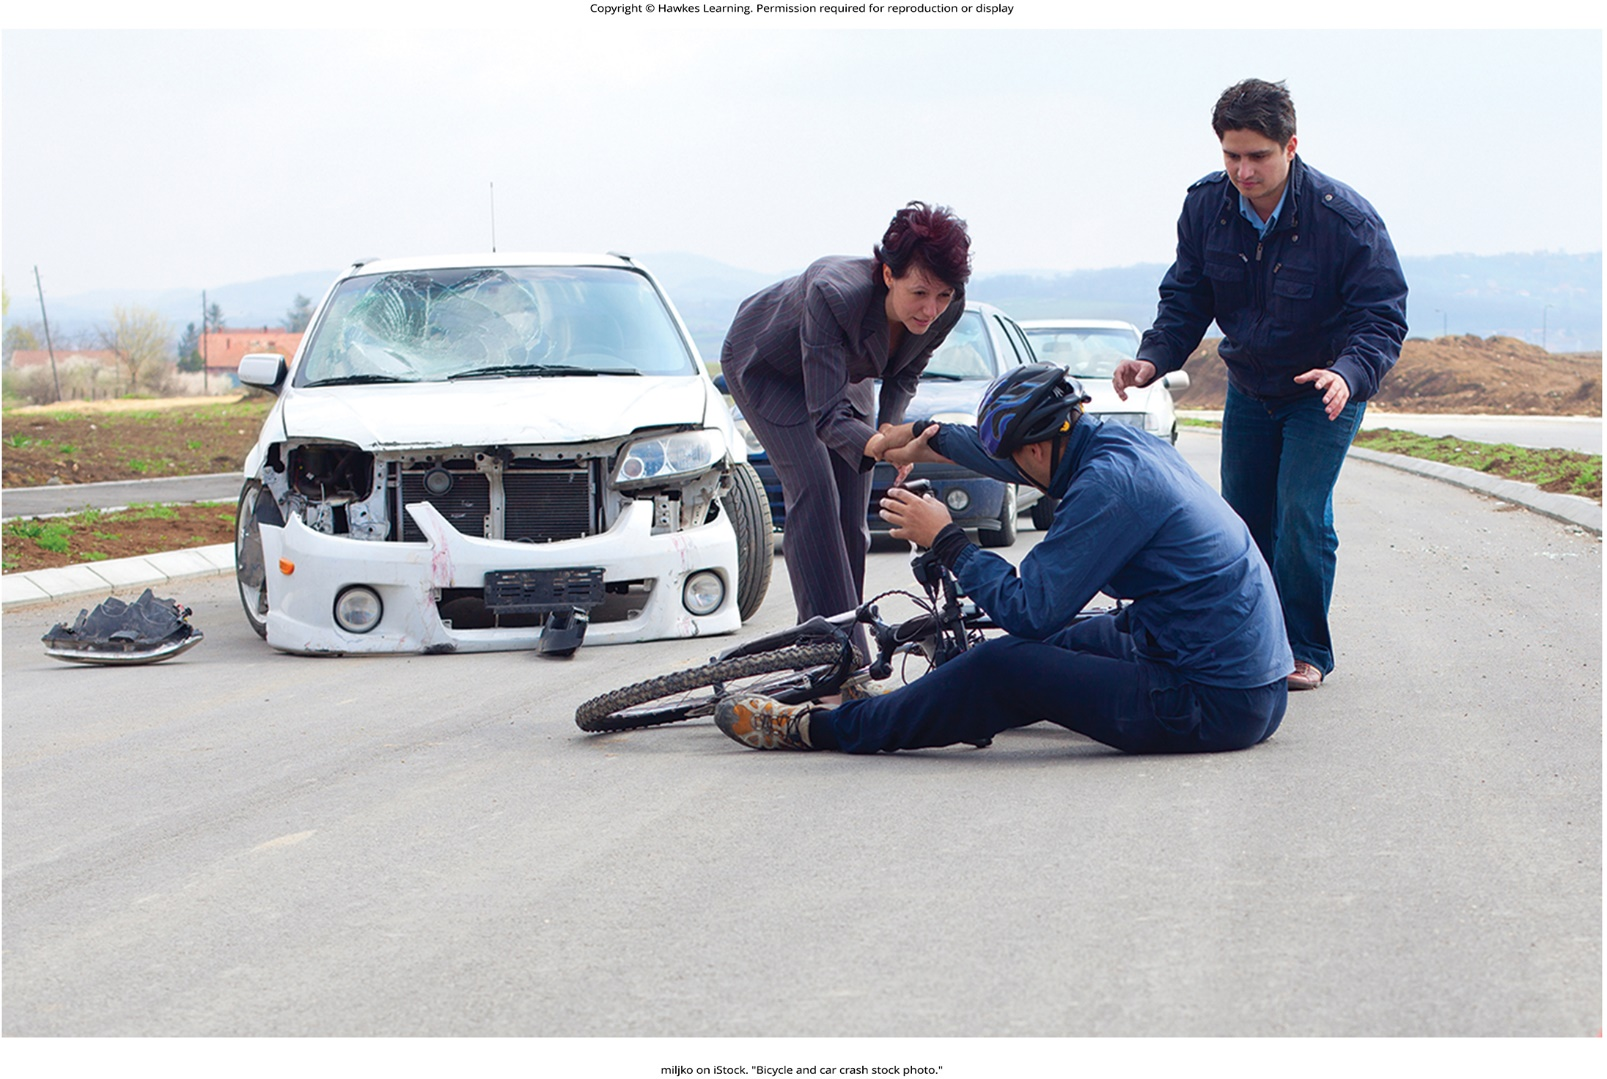 Copyright © Hawkes Learning. Permission required for reproduction or display
miljko on iStock. "Bicycle and car crash stock photo."